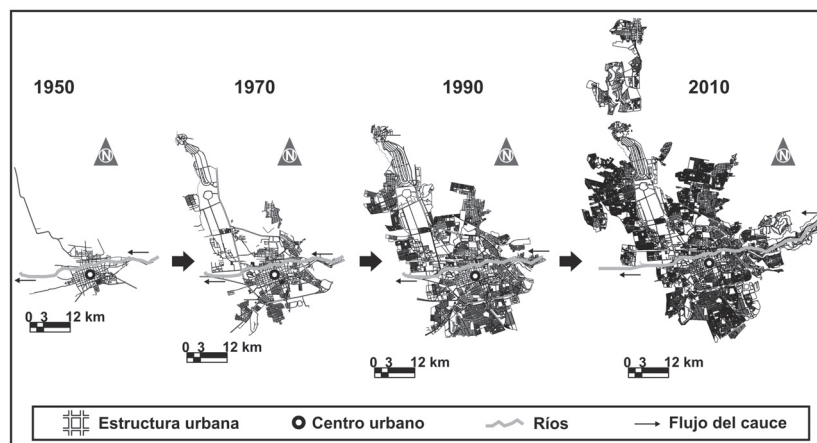 1950
1970
1990
2010
N
N
N
N
0 3 12 km
0 3 12 km
0 3 12 km
0 3 12 km
Estructura urbana
Centro urbano
Ríos
Flujo del cauce